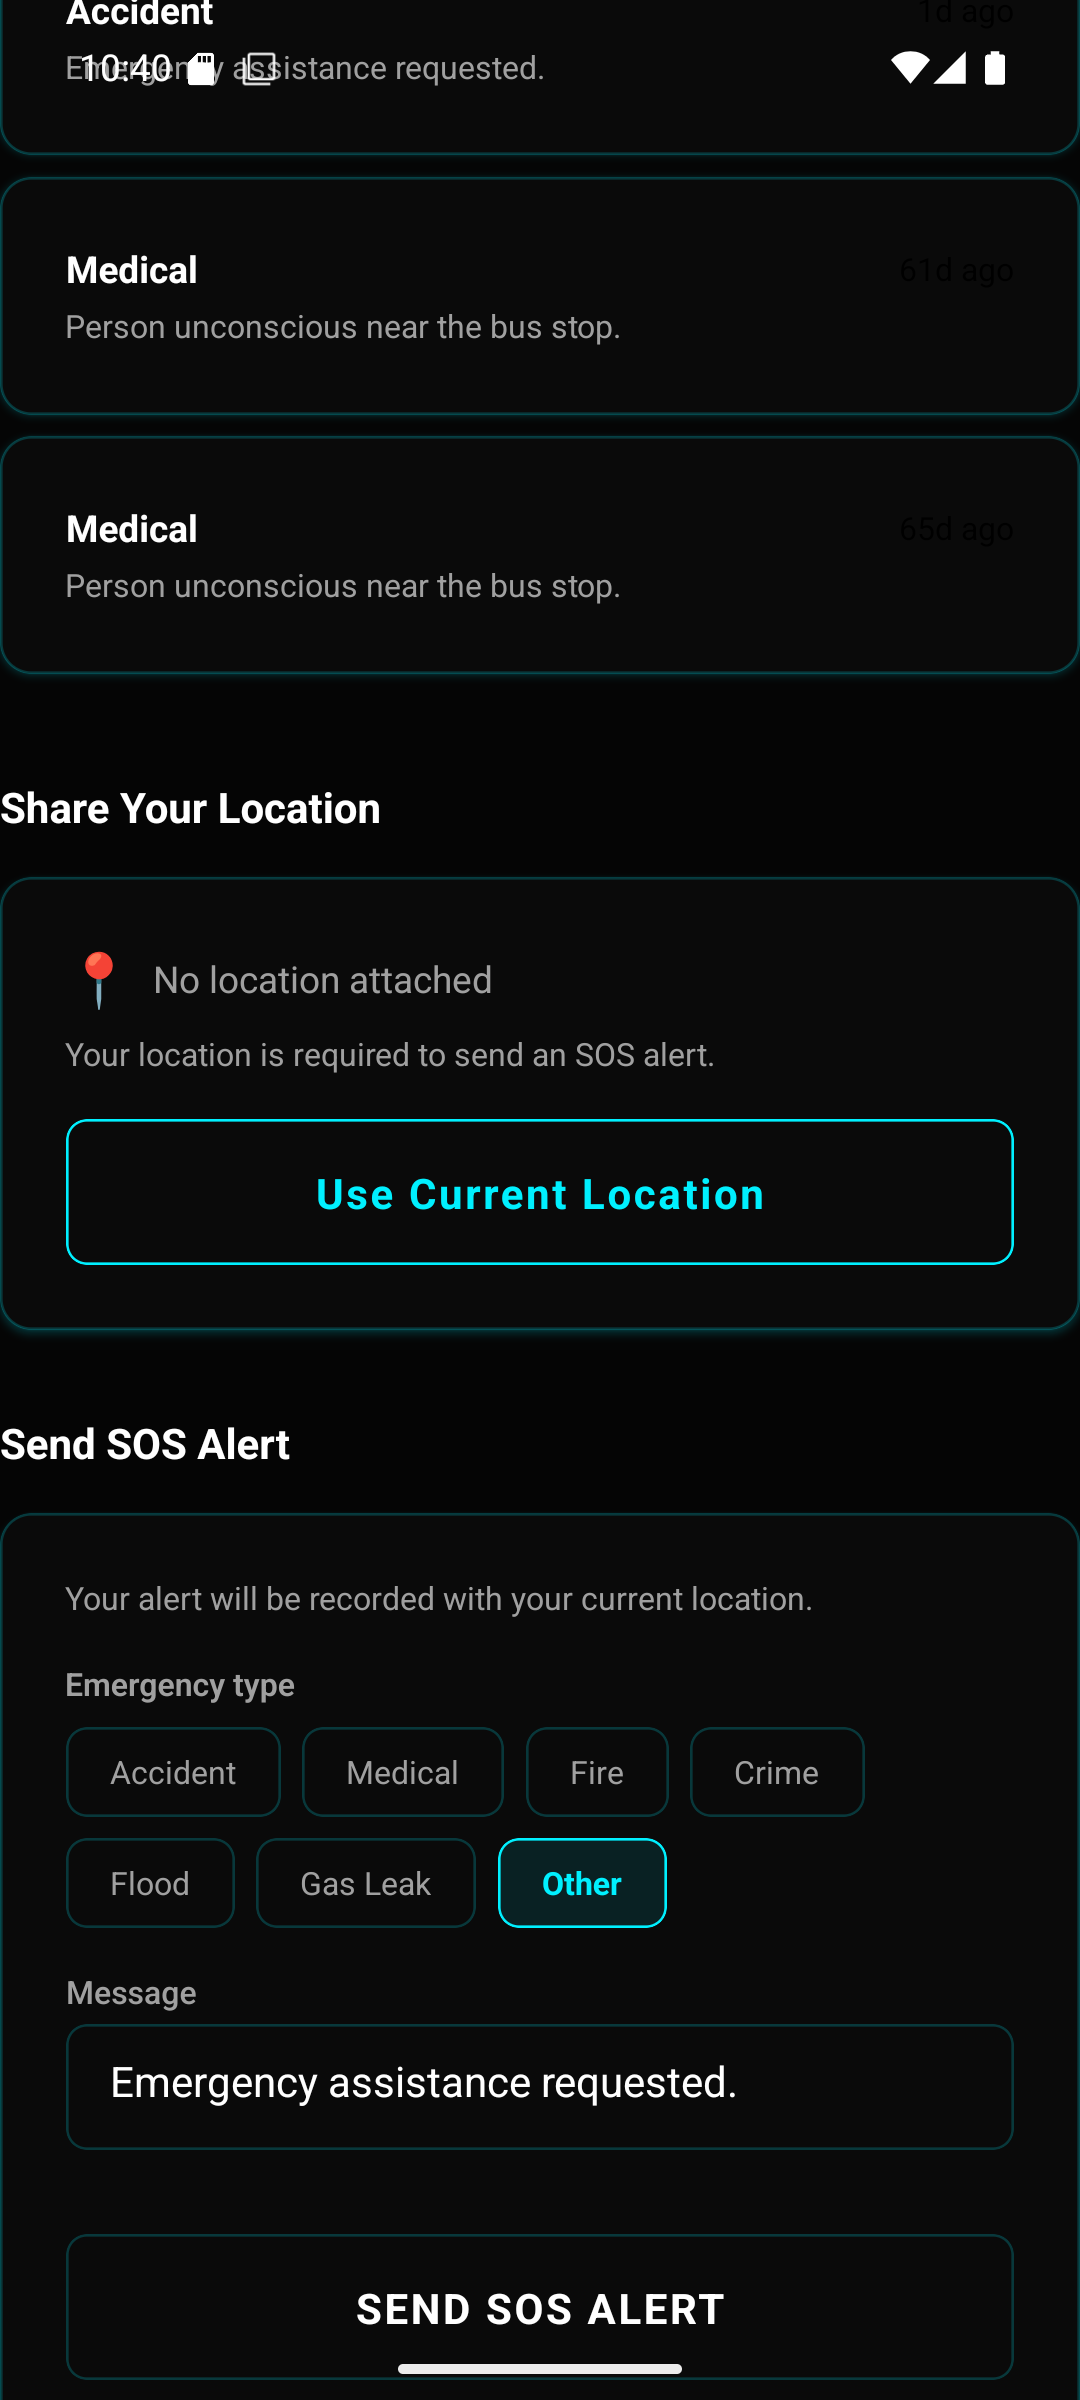 Accident 1d ago
Emergency assistance requested.
10:40
Medical 61d ago
Person unconscious near the bus stop.
Medical 65d ago
Person unconscious near the bus stop.
Share Your Location
No location attached
Your location is required to send an SOS alert.
Use Current Location
Send SOS Alert
Your alert will be recorded with your current location.
Emergency type
Accident Medical Fire Crime
Flood Gas Leak Other
Message
Emergency assistance requested.
SEND SOS ALERT